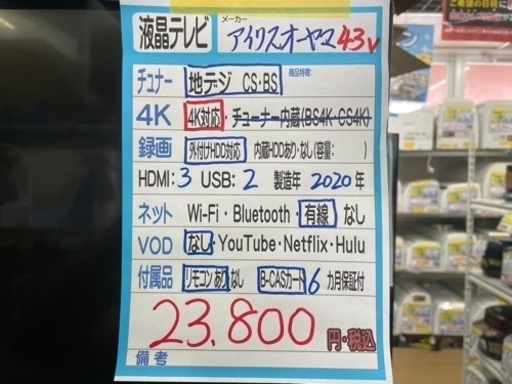 液晶テレビ メーカー アイリスオーヤマ 43v
チュナー 地デジ CS・BS 商品特徴:
4K 4K対応・チューナー内蔵(BS4K・CS4K)
録画 外付けHDD対応 内蔵HDDあり・なし(容量: )
HDMI:3 USB:2 製造年 2020年
ネット Wi-Fi・Bluetooth・有線 なし
VOD なし・YouTube・Netflix・Hulu
付属品 リモコンあり なし B-CASカード 6 カ月保証付
23.800 円・税込
備考